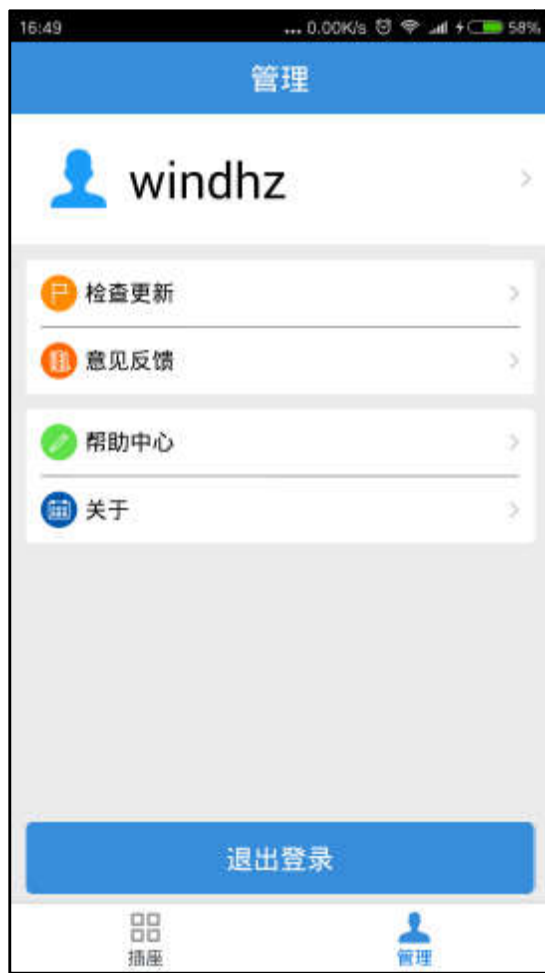 16:49 ... 0.00K/s 58%
管理
windhz
检查更新
意见反馈
帮助中心
关于
退出登录
插座
管理